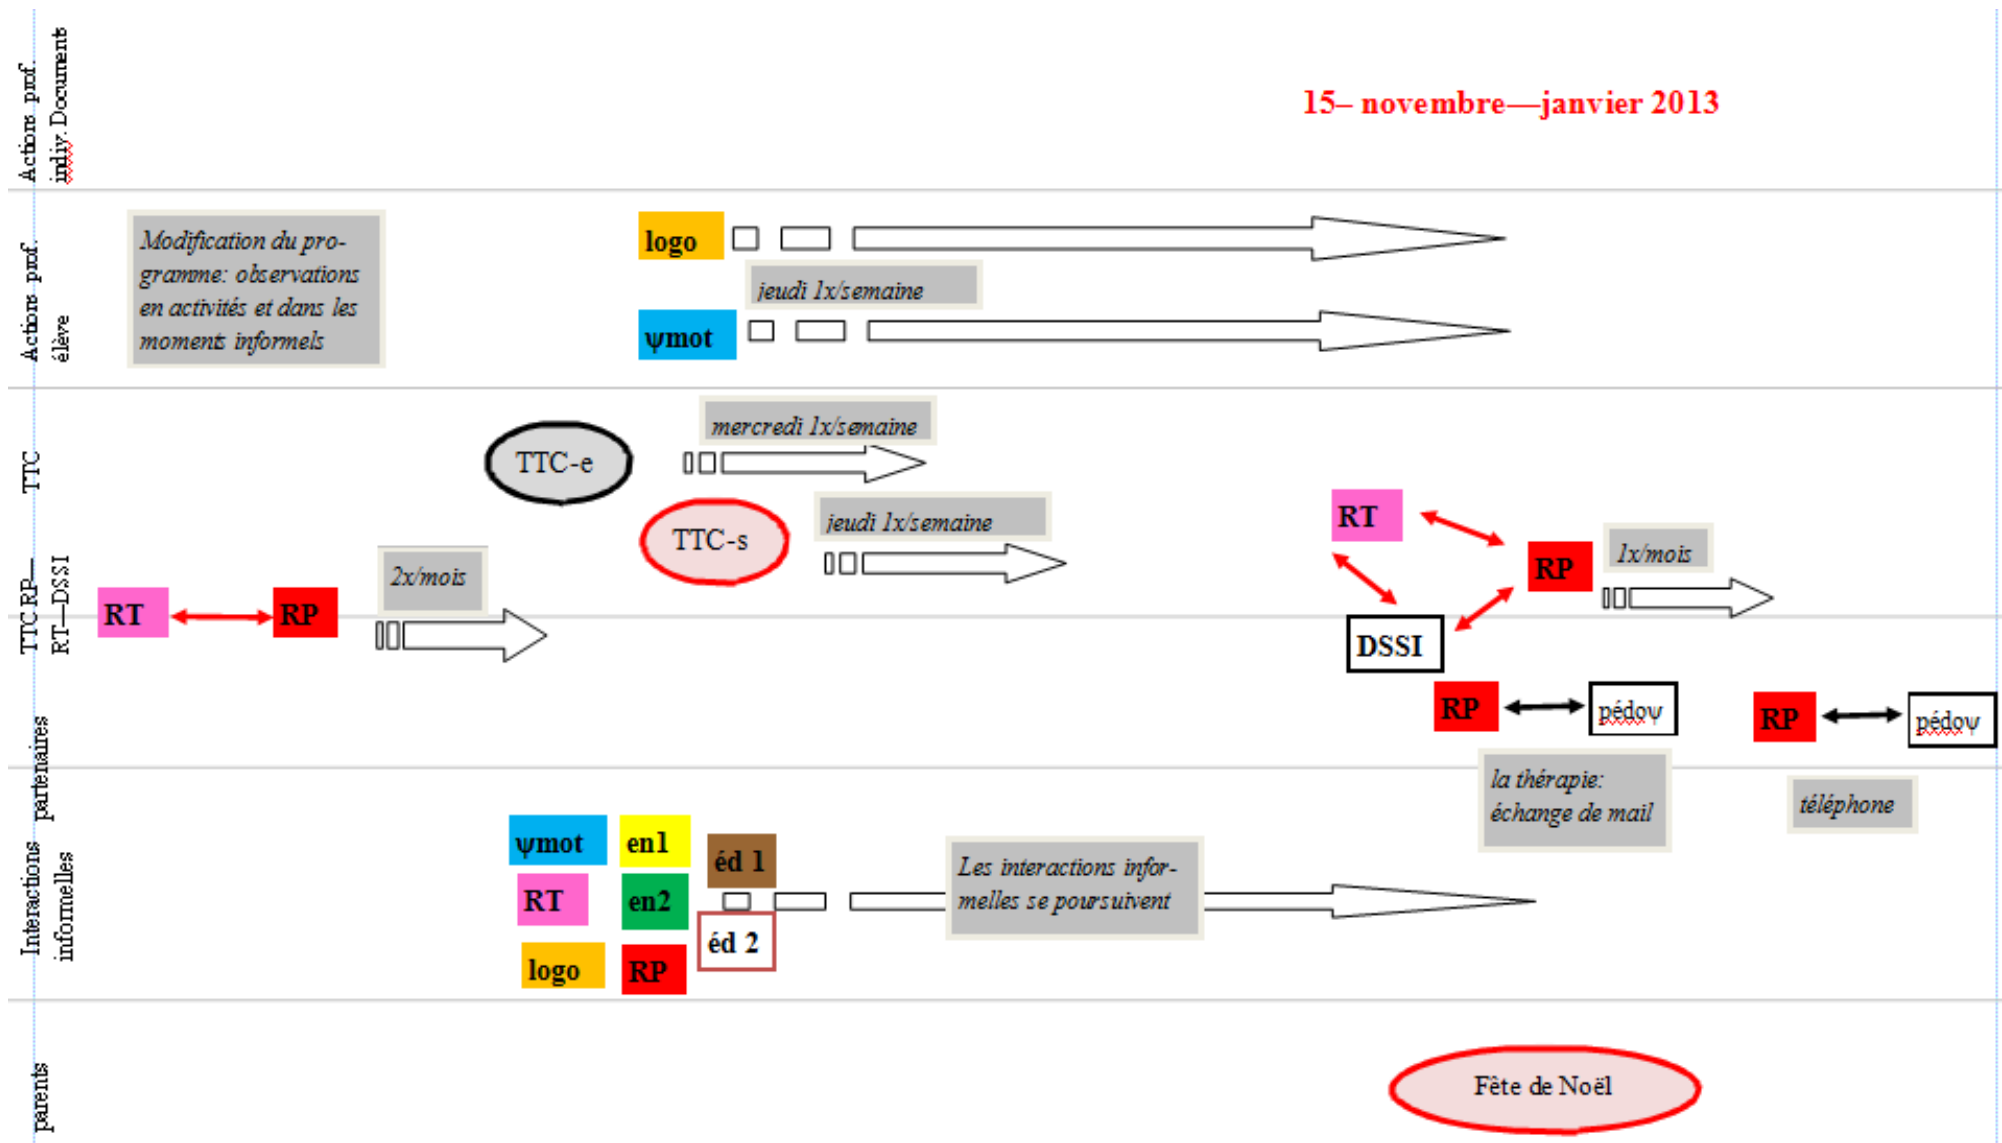 Actions prof.
indiv. Documents
15– novembre—janvier 2013
Actions prof.
élève
Modification du pro-
gramme: observations
en activités et dans les
moments informels
logo
jeudi 1x/semaine
ψmot
TTC
TTC-e
mercredi 1x/semaine
TTC-s
jeudi 1x/semaine
TTC RP—
RT—DSSI
RT
RP
2x/mois
RT
RP
1x/mois
DSSI
partenaires
RP
pédoψ
RP
pédoψ
la thérapie:
échange de mail
téléphone
Interactions
informelles
ψmot
en1
éd 1
RT
en2
éd 2
logo
RP
Les interactions infor-
melles se poursuivent
parents
Fête de Noël